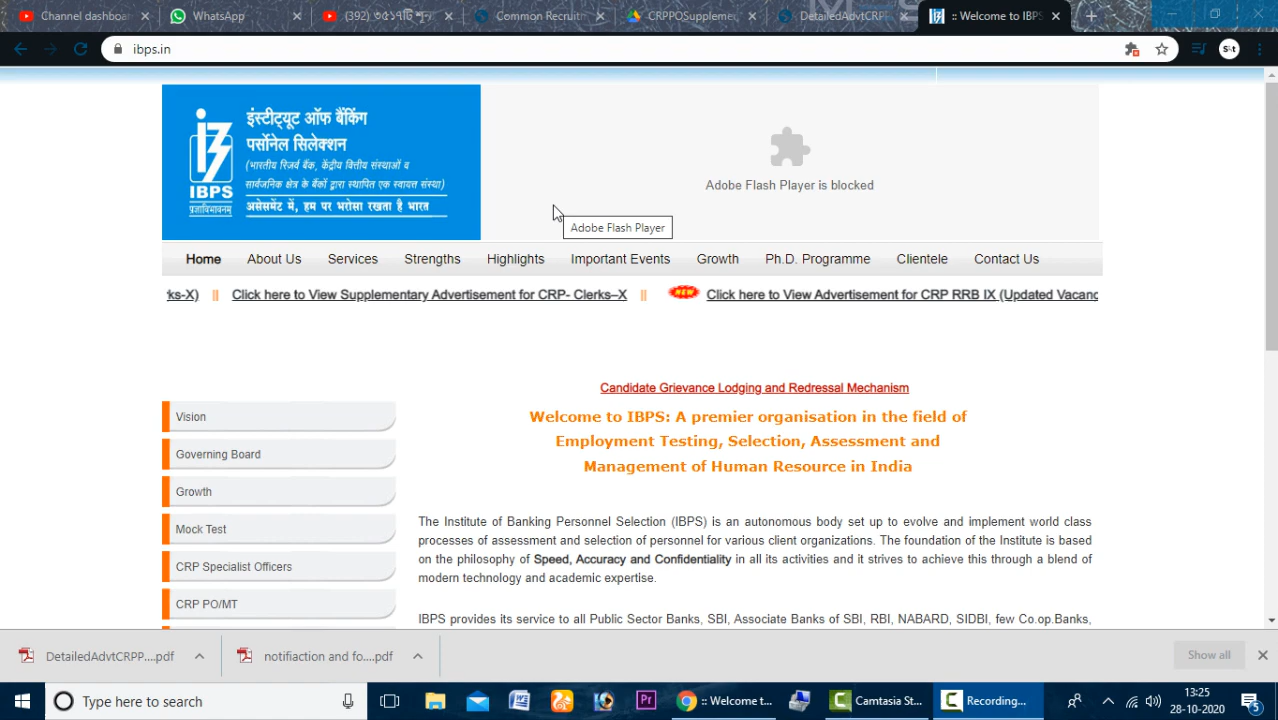 Channel dashboa
WhatsApp
Common Recruitm
CRPPOSupplemen
DetailedAdvtCRPP
:: Welcome to IBPS
ibps.in
इंस्टीट्यूट ऑफ बैंकिंग
पर्सोनेल सिलेक्शन
(भारतीय रिजर्व बैंक, केंद्रीय वित्तीय संस्थाओं व
सार्वजनिक क्षेत्र के बैंकों द्वारा स्थापित एक स्वायत्त संस्था)
IBPS
असेसमेंट में, हम पर भरोसा रखता है भारत
Adobe Flash Player is blocked
Adobe Flash Player
Home About Us Services Strengths Highlights Important Events Growth Ph.D. Programme Clientele Contact Us
rks-X) || Click here to View Supplementary Advertisement for CRP- Clerks–X || NEW Click here to View Advertisement for CRP RRB IX (Updated Vacanc
Candidate Grievance Lodging and Redressal Mechanism
Welcome to IBPS: A premier organisation in the field of
Employment Testing, Selection, Assessment and
Management of Human Resource in India
Vision
Governing Board
Growth
Mock Test
CRP Specialist Officers
CRP PO/MT
The Institute of Banking Personnel Selection (IBPS) is an autonomous body set up to evolve and implement world class
processes of assessment and selection of personnel for various client organizations. The foundation of the Institute is based
on the philosophy of Speed, Accuracy and Confidentiality in all its activities and it strives to achieve this through a blend of
modern technology and academic expertise.
IBPS provides its service to all Public Sector Banks, SBI, Associate Banks of SBI, RBI, NABARD, SIDBI, few Co.op.Banks,
DetailedAdvtCRPP....pdf
notifiaction and fo....pdf
Show all
Type here to search
:: Welcome t...
Camtasia St...
Recording...
13:25
28-10-2020